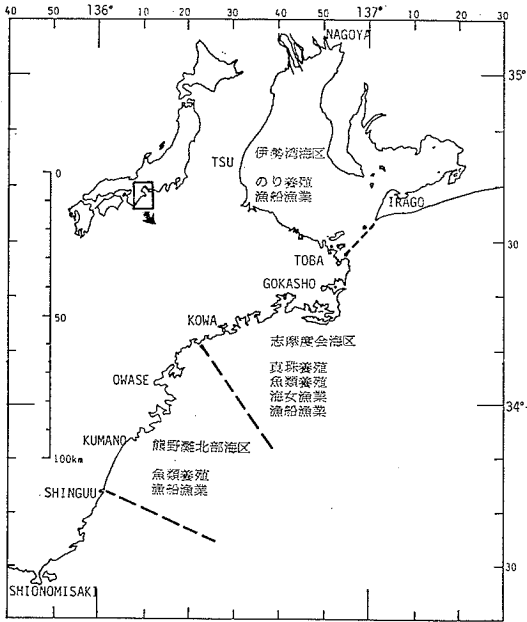 40 50 136° 10 20 30 40 50 137° 10 20 30
NAGOYA
35°
伊勢湾海区
TSU
のり養殖
漁船漁業
0
IRAGO
30
TOBA
GOKASHO
50
KOWA
志摩度会海区
真珠養殖
魚類養殖
海女漁業
漁船漁業
OWASE
34°
KUMANO
熊野灘北部海区
100km
魚類養殖
漁船漁業
SHINGUU
30
SHIONOMISAKI